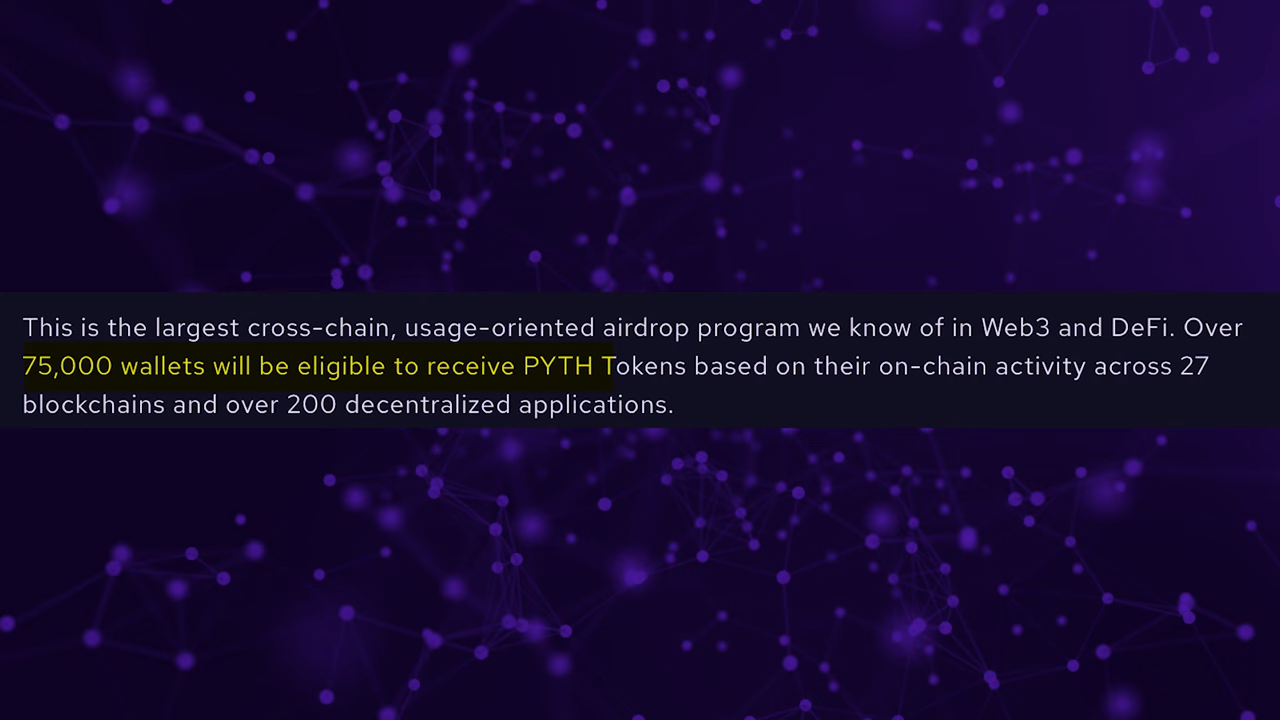 This is the largest cross-chain, usage-oriented airdrop program we know of in Web3 and DeFi. Over
75,000 wallets will be eligible to receive PYTH Tokens based on their on-chain activity across 27
blockchains and over 200 decentralized applications.